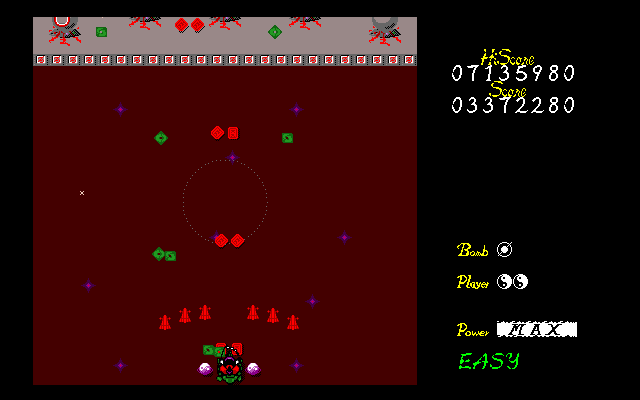 HiScore
07135980
Score
03372280
Bomb
Player
Power MAX
EASY